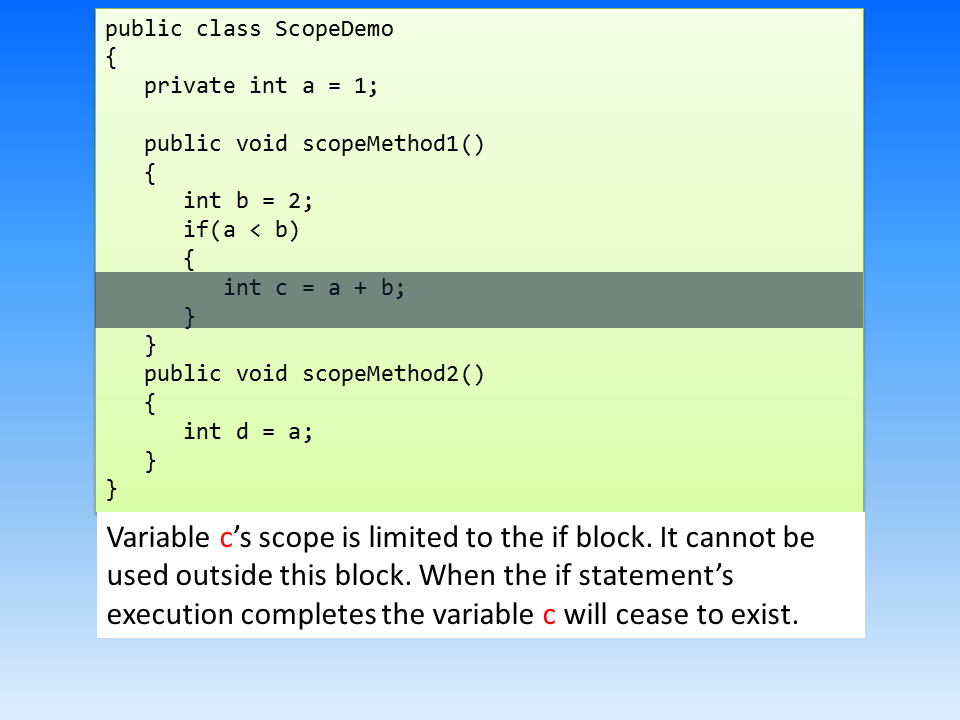 public class ScopeDemo
{
   private int a = 1;

   public void scopeMethod1()
   {
      int b = 2;
      if(a < b)
      {
         int c = a + b;
      }
   }
   public void scopeMethod2()
   {
      int d = a;
   }
}
Variable c’s scope is limited to the if block. It cannot be
used outside this block. When the if statement’s
execution completes the variable c will cease to exist.